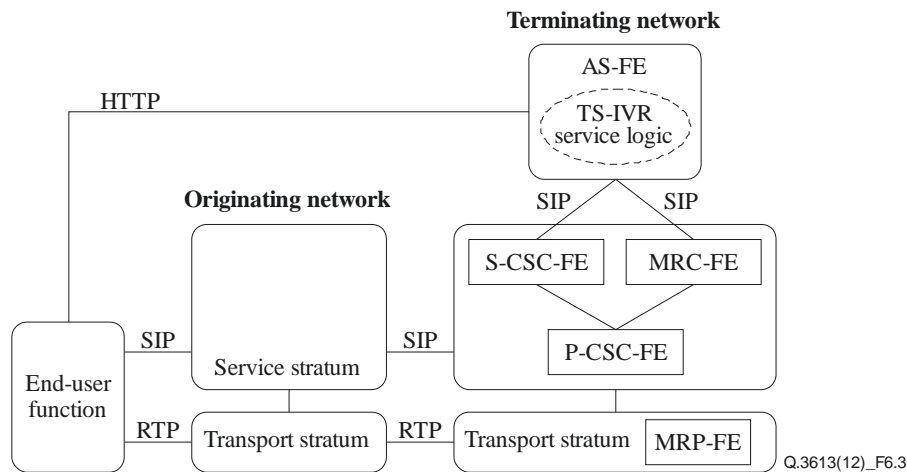 Terminating network
AS-FE
TS-IVR
service logic
HTTP
Originating network
SIP
SIP
S-CSC-FE
MRC-FE
SIP
SIP
P-CSC-FE
Service stratum
End-user
function
RTP
Transport stratum
RTP
Transport stratum
MRP-FE
Q.3613(12)_F6.3